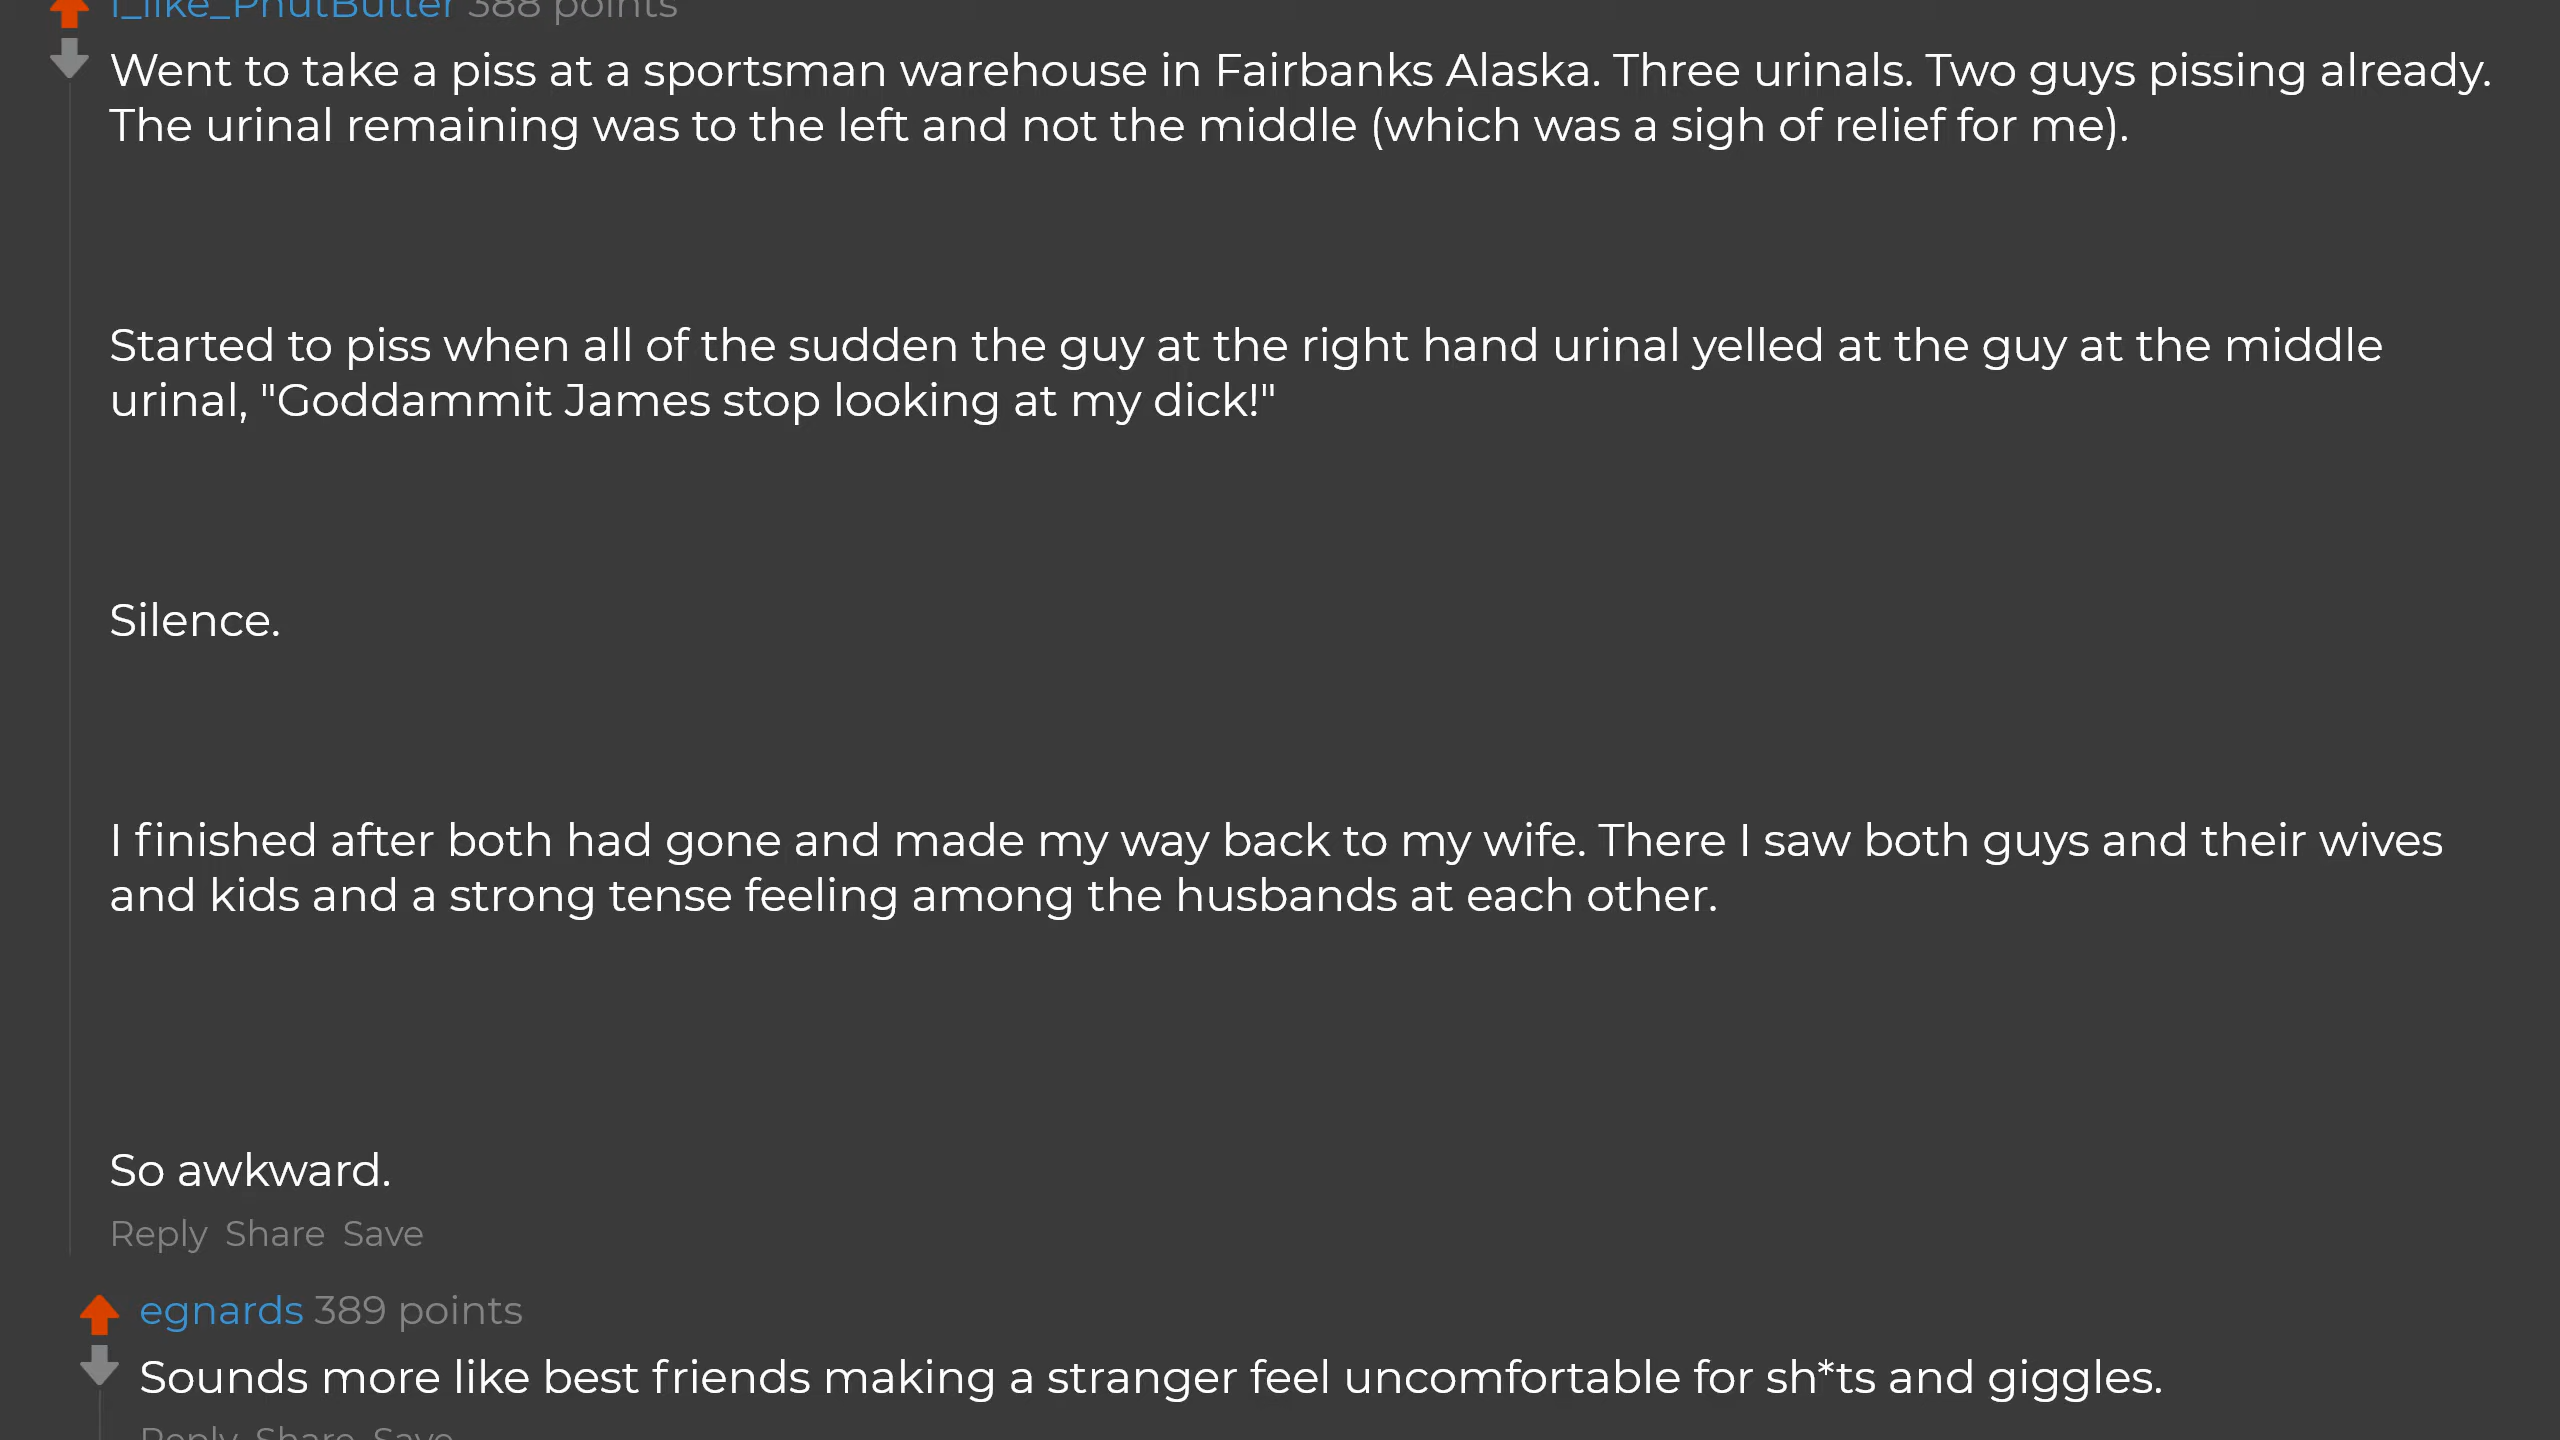 I_like_PnutButter 388 points
Went to take a piss at a sportsman warehouse in Fairbanks Alaska. Three urinals. Two guys pissing already.
The urinal remaining was to the left and not the middle (which was a sigh of relief for me).
Started to piss when all of the sudden the guy at the right hand urinal yelled at the guy at the middle
urinal, "Goddammit James stop looking at my dick!"
Silence.
I finished after both had gone and made my way back to my wife. There I saw both guys and their wives
and kids and a strong tense feeling among the husbands at each other.
So awkward.
Reply Share Save
egnards 389 points
Sounds more like best friends making a stranger feel uncomfortable for sh*ts and giggles.
Reply Share Save